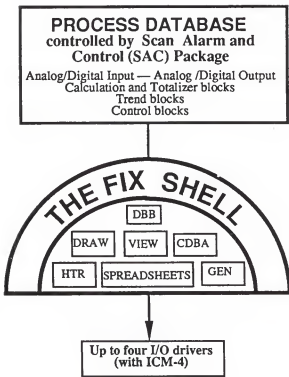 PROCESS DATABASE
controlled by Scan Alarm and
Control (SAC) Package
Analog/Digital Input — Analog /Digital Output
Calculation and Totalizer blocks
Trend blocks
Control blocks
THE FIX SHELL
DBB
DRAW VIEW CDBA
HTR SPREADSHEETS GEN
Up to four I/O drivers
(with ICM-4)